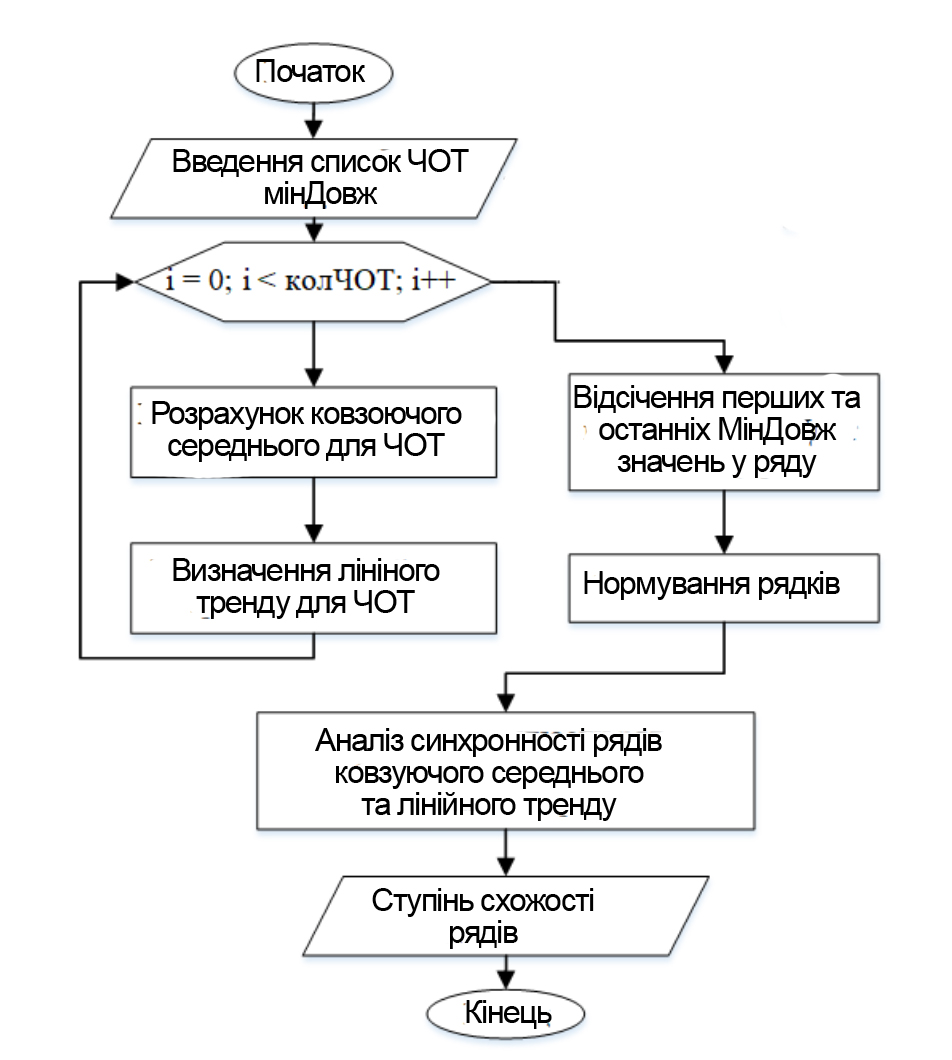 Початок
Введення список ЧОТ
мінДовж
i = 0; i < колЧОТ; i++
Розрахунок ковзоючого
середнього для ЧОТ
Визначення лініного
тренду для ЧОТ
Відсічення перших та
останніх МінДовж
значень у ряду
Нормування рядків
Аналіз синхронності рядів
ковзуючого середнього
та лінійного тренду
Ступінь схожості
рядів
Кінець